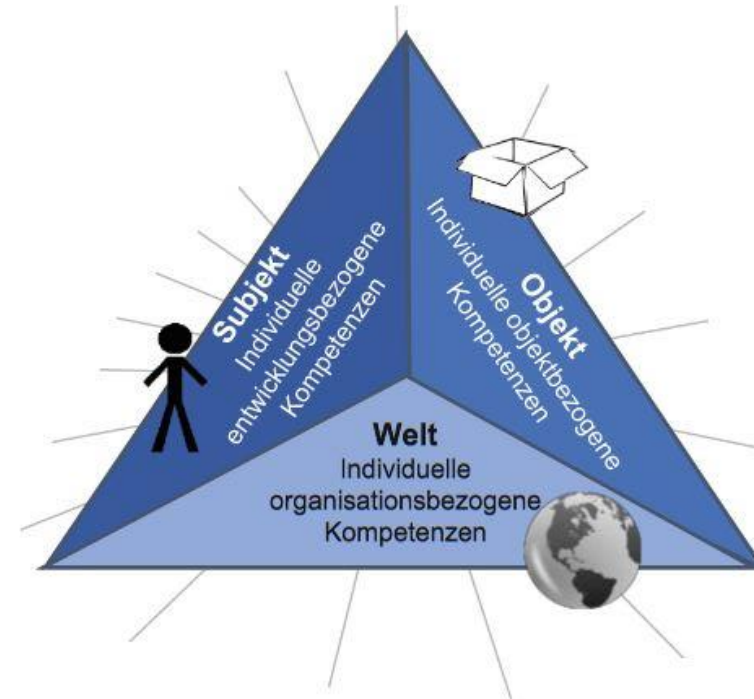 Subjekt
Individuelle
entwicklungsbezogene
Kompetenzen
Objekt
Individuelle objektbezogene
Kompetenzen
Welt
Individuelle
organisationsbezogene
Kompetenzen